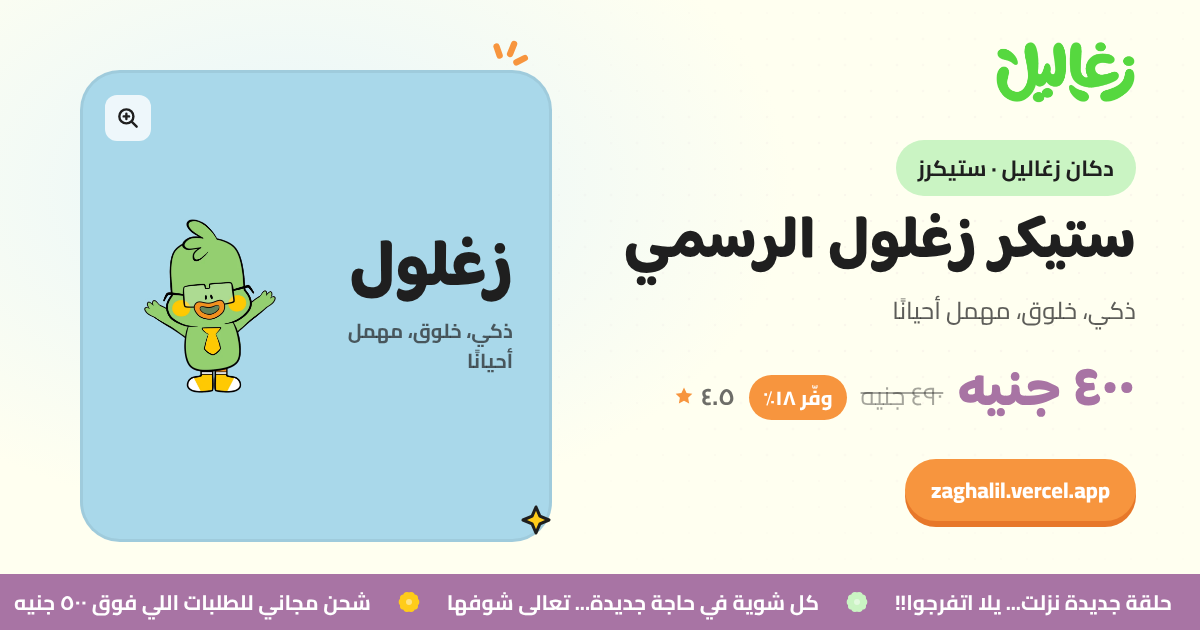 زغاليل
دكان زغاليل · ستيكرز
ستيكر زغلول الرسمي
ذكي، خلوق، مهمل أحيانًا
٤٠٠ جنيه
٤٩٠ جنيه
وفّر ١٨٪
٤.٥
zaghalil.vercel.app
زغلول
ذكي، خلوق، مهمل
أحيانًا
حلقة جديدة نزلت... يلا اتفرجوا!!
كل شوية في حاجة جديدة... تعالى شوفها
شحن مجاني للطلبات اللي فوق ٥٠٠ جنيه